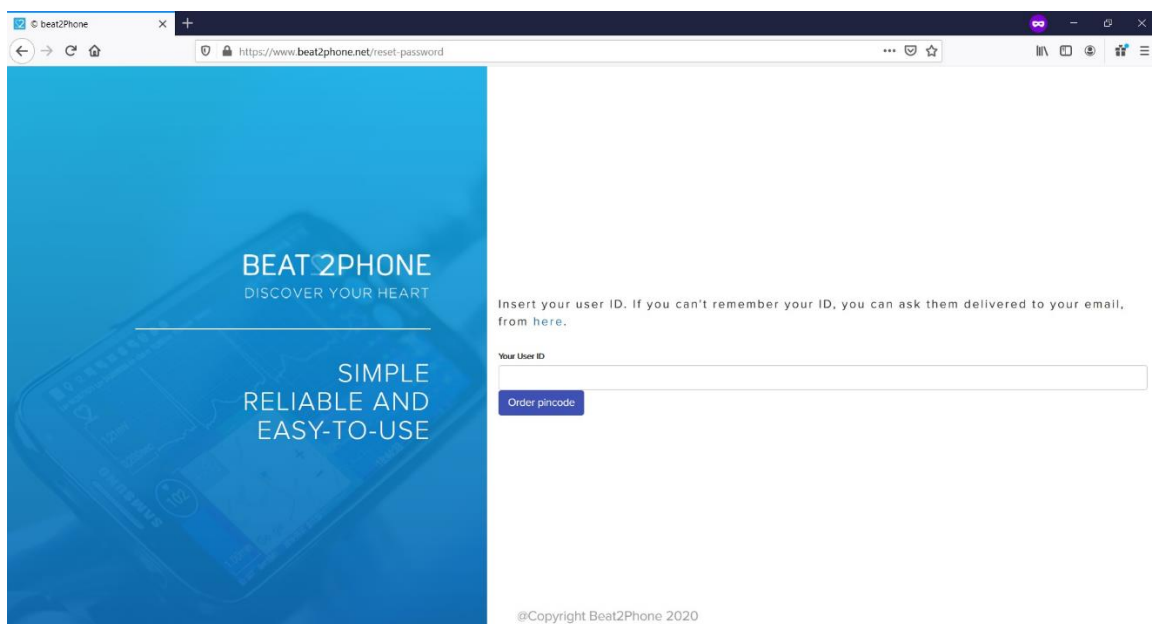 © beat2Phone
https://www.beat2phone.net/reset-password
BEAT2PHONE
DISCOVER YOUR HEART
SIMPLE
RELIABLE AND
EASY-TO-USE
SAMSUNG
102
Insert your user ID. If you can't remember your ID, you can ask them delivered to your email,
from here.
Your User ID
Order pincode
@Copyright Beat2Phone 2020